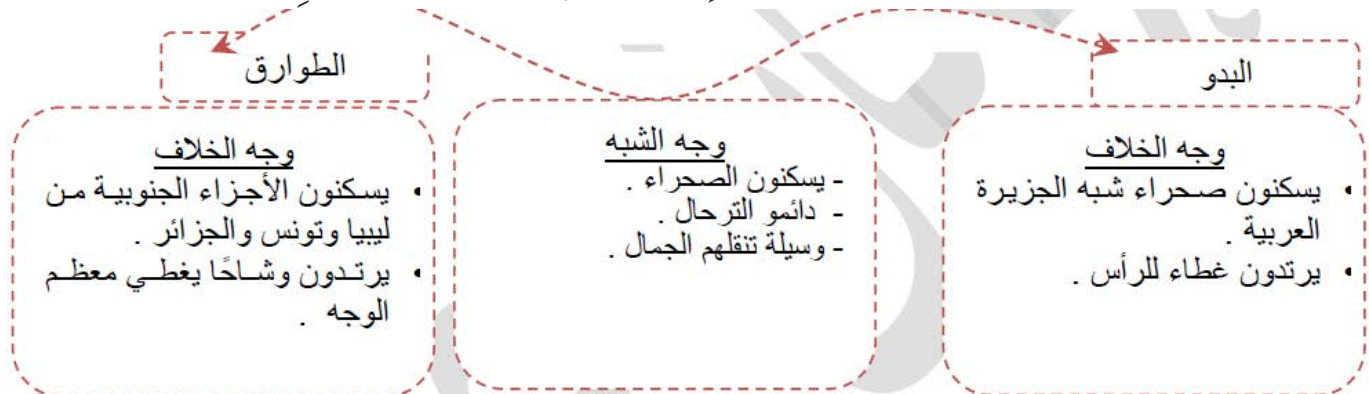 البدو
الطوارق
وجه الخلاف
• يسكنون صحراء شبه الجزيرة
العربية .
• يرتدون غطاء للرأس .
وجه الشبه
- يسكنون الصحراء .
- دائمو الترحال .
- وسيلة تنقلهم الجمال .
وجه الخلاف
• يسكنون الأجزاء الجنوبية من
ليبيا وتونس والجزائر .
• يرتدون وشاحًا يغطي معظم
الوجه .